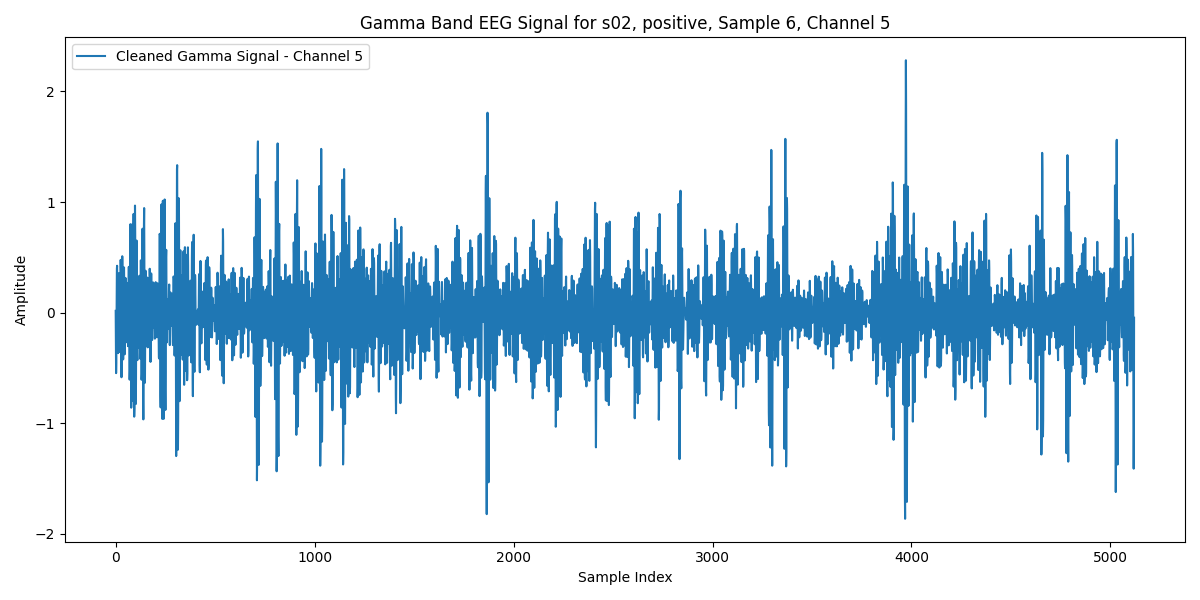 Gamma Band EEG Signal for s02, positive, Sample 6, Channel 5
Cleaned Gamma Signal - Channel 5
2
1
0
−1
−2
Amplitude
0 1000 2000 3000 4000 5000
Sample Index